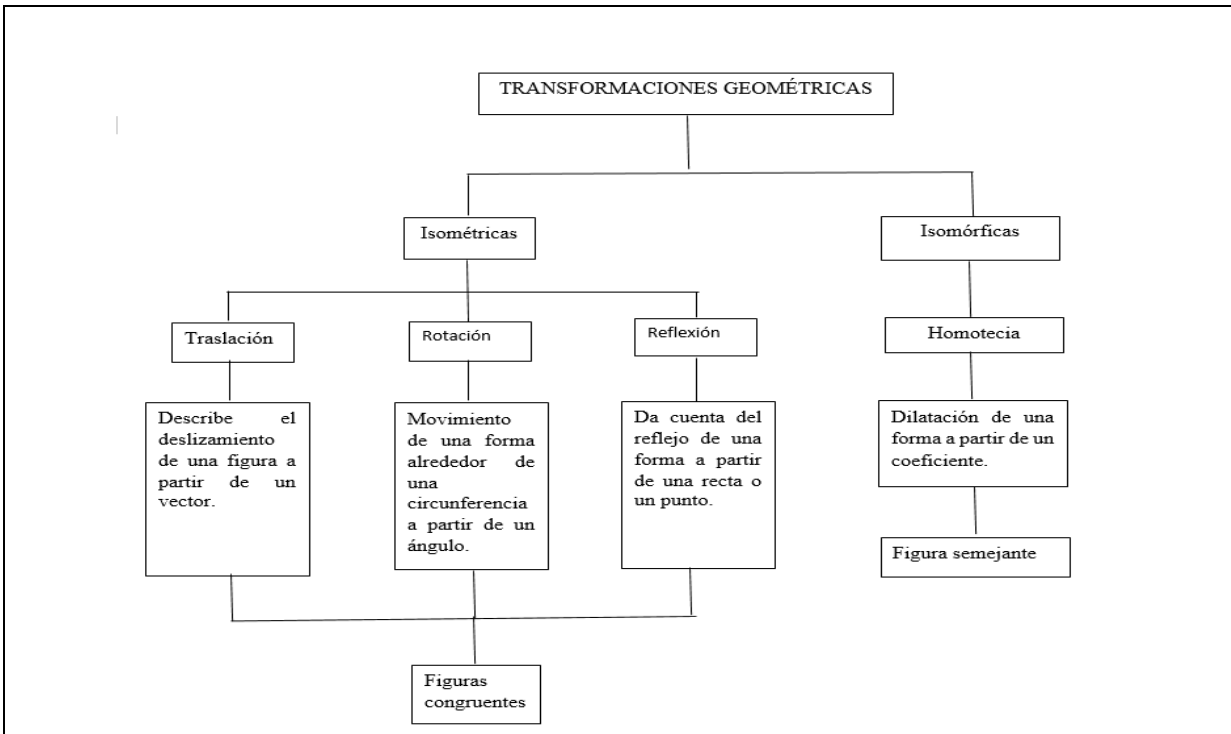 TRANSFORMACIONES GEOMÉTRICAS
Isométricas
Isomórficas
Traslación
Rotación
Reflexión
Homotecia
Describe el
deslizamiento
de una figura a
partir de un
vector.
Movimiento
de una forma
alrededor de
una
circunferencia
a partir de un
ángulo.
Da cuenta del
reflejo de una
forma a partir
de una recta o
un punto.
Dilatación de una
forma a partir de un
coeficiente.
Figura semejante
Figuras
congruentes